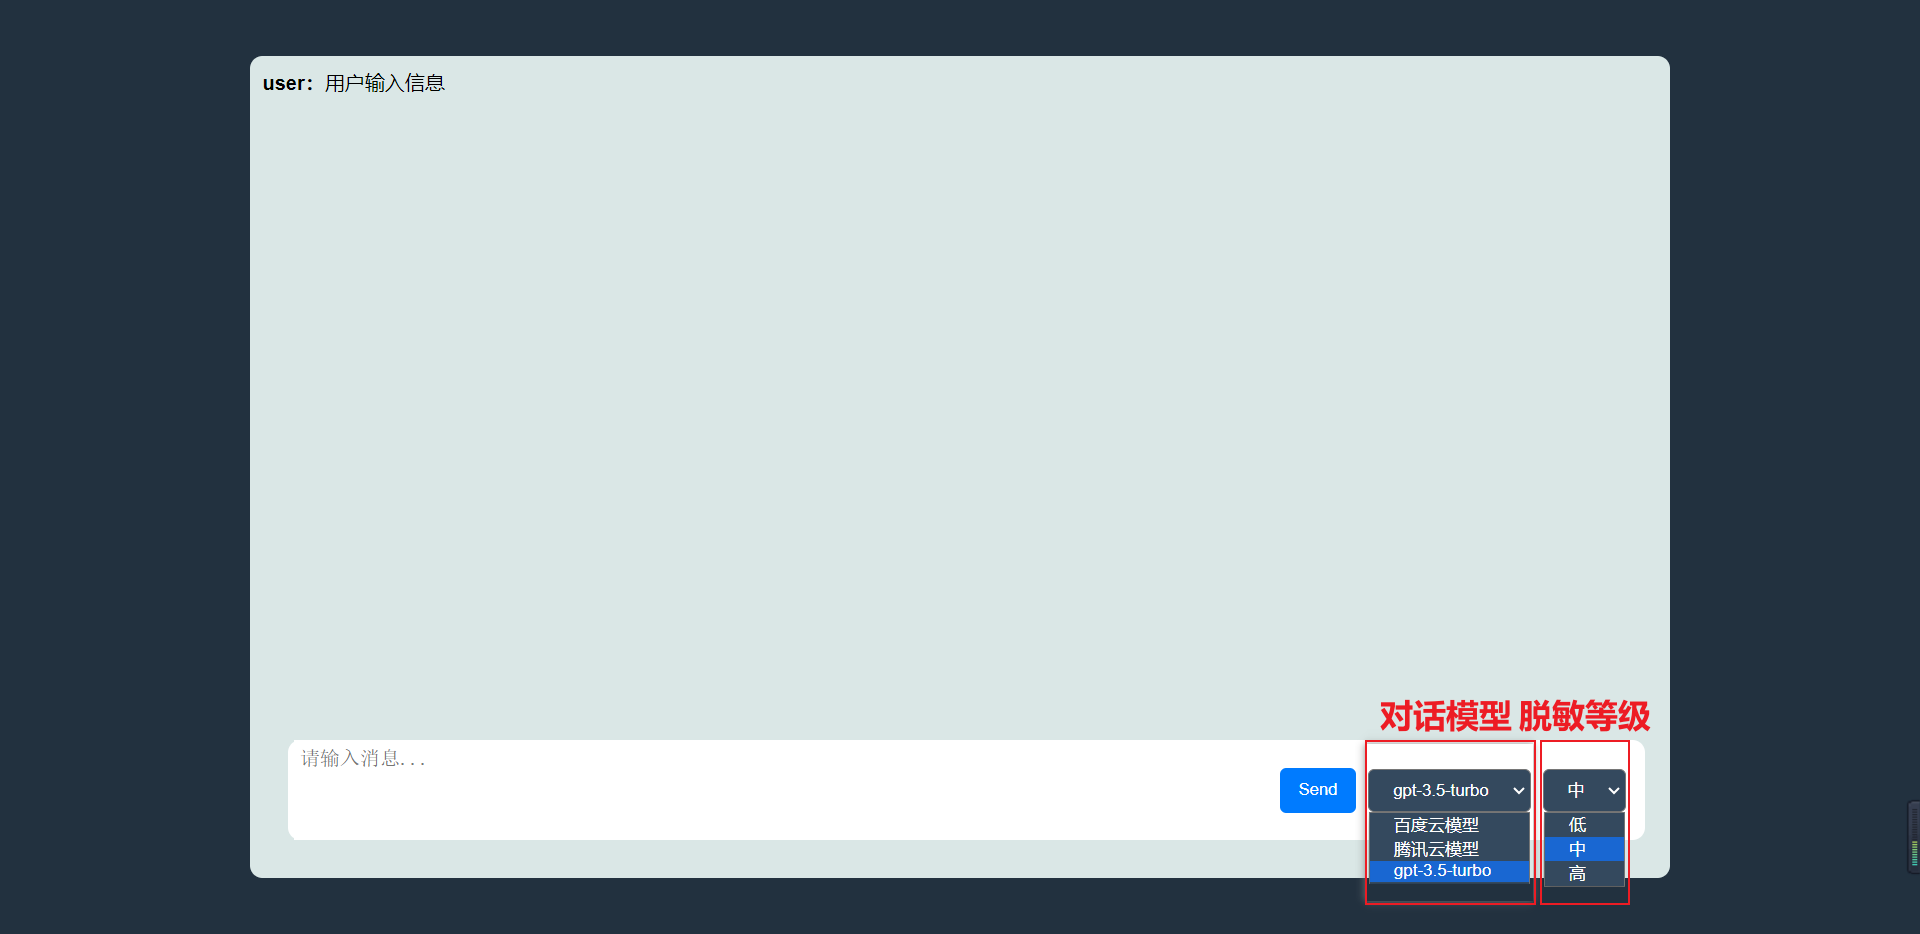 user：用户输入信息
对话模型 脱敏等级
请输入消息...
Send
gpt-3.5-turbo
中
百度云模型
腾讯云模型
gpt-3.5-turbo
低
中
高